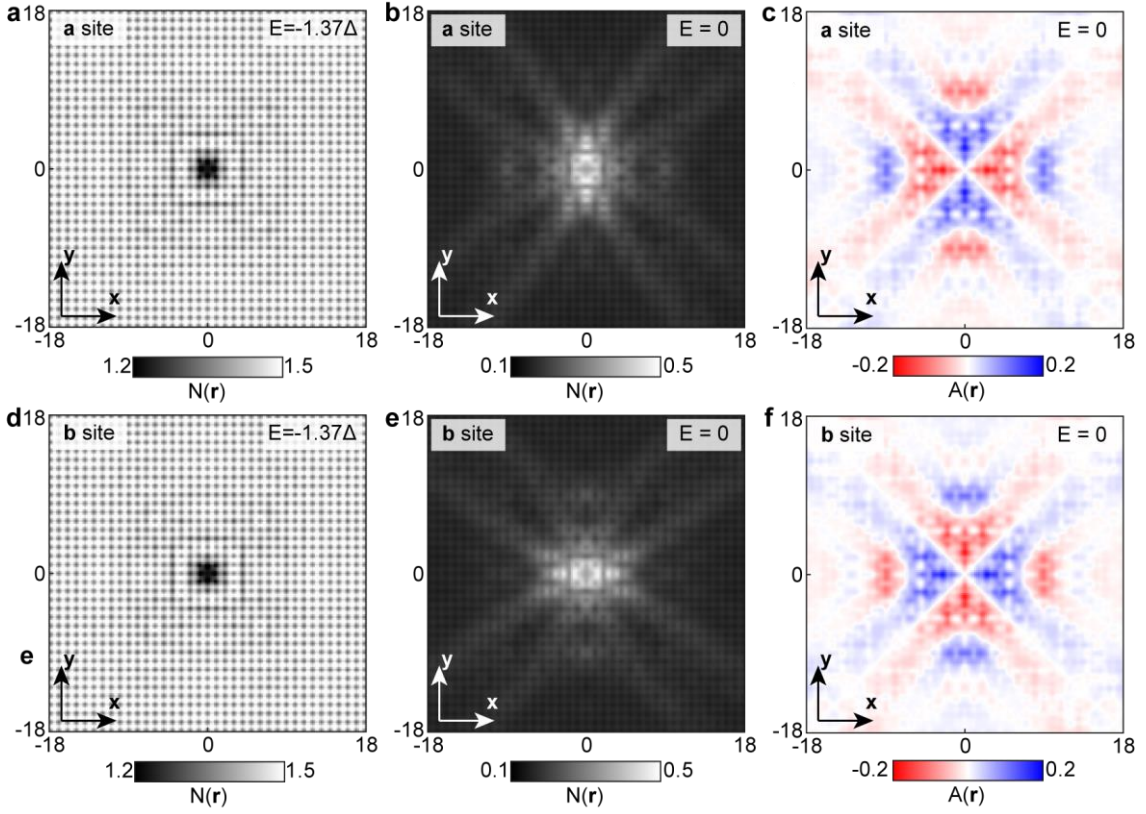 a
b
c
18
a site
E=-1.37Δ
a site
E = 0
18
a site
E = 0
0
0
0
y
x
y
x
y
x
-18
-18
-18
-18
0
18
-18
0
18
-18
0
18
1.2
1.5
0.1
0.5
-0.2
0.2
N(r)
N(r)
A(r)
d
e
f
18
b site
E=-1.37Δ
18
b site
E = 0
18
b site
E = 0
0
0
0
e
y
x
y
x
y
x
-18
-18
-18
-18
0
18
-18
0
18
-18
0
18
1.2
1.5
0.1
0.5
-0.2
0.2
N(r)
N(r)
A(r)